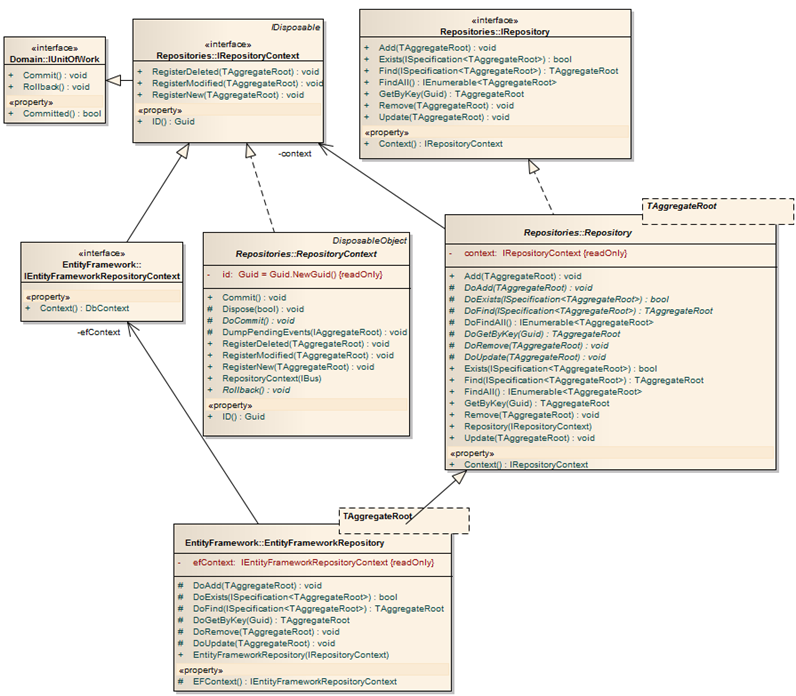 «interface»
Domain::IUnitOfWork
+ Commit() : void
+ Rollback() : void
«property»
+ Committed() : bool
IDisposable
«interface»
Repositories::IRepositoryContext
+ RegisterDeleted(TAggregateRoot) : void
+ RegisterModified(TAggregateRoot) : void
+ RegisterNew(TAggregateRoot) : void
«property»
+ ID() : Guid
«interface»
Repositories::IRepository
+ Add(TAggregateRoot) : void
+ Exists(ISpecification<TAggregateRoot>) : bool
+ Find(ISpecification<TAggregateRoot>) : TAggregateRoot
+ FindAll() : IEnumerable<TAggregateRoot>
+ GetByKey(Guid) : TAggregateRoot
+ Remove(TAggregateRoot) : void
+ Update(TAggregateRoot) : void
«property»
+ Context() : IRepositoryContext
-context
«interface»
EntityFramework::
IEntityFrameworkRepositoryContext
«property»
+ Context() : DbContext
-efContext
DisposableObject
Repositories::RepositoryContext
- id: Guid = Guid.NewGuid() {readOnly}
+ Commit() : void
# Dispose(bool) : void
# DoCommit() : void
# DumpPendingEvents(IAggregateRoot) : void
+ RegisterDeleted(TAggregateRoot) : void
+ RegisterModified(TAggregateRoot) : void
+ RegisterNew(TAggregateRoot) : void
+ RepositoryContext(IBus)
+ Rollback() : void
«property»
+ ID() : Guid
TAggregateRoot
Repositories::Repository
- context: IRepositoryContext {readOnly}
+ Add(TAggregateRoot) : void
# DoAdd(TAggregateRoot) : void
# DoExists(ISpecification<TAggregateRoot>) : bool
# DoFind(ISpecification<TAggregateRoot>) : TAggregateRoot
# DoFindAll() : IEnumerable<TAggregateRoot>
# DoGetByKey(Guid) : TAggregateRoot
# DoRemove(TAggregateRoot) : void
# DoUpdate(TAggregateRoot) : void
+ Exists(ISpecification<TAggregateRoot>) : bool
+ Find(ISpecification<TAggregateRoot>) : TAggregateRoot
+ FindAll() : IEnumerable<TAggregateRoot>
+ GetByKey(Guid) : TAggregateRoot
+ Remove(TAggregateRoot) : void
+ Repository(IRepositoryContext)
+ Update(TAggregateRoot) : void
«property»
+ Context() : IRepositoryContext
TAggregateRoot
EntityFramework::EntityFrameworkRepository
- efContext: IEntityFrameworkRepositoryContext {readOnly}
# DoAdd(TAggregateRoot) : void
# DoExists(ISpecification<TAggregateRoot>) : bool
# DoFind(ISpecification<TAggregateRoot>) : TAggregateRoot
# DoGetByKey(Guid) : TAggregateRoot
# DoRemove(TAggregateRoot) : void
# DoUpdate(TAggregateRoot) : void
+ EntityFrameworkRepository(IRepositoryContext)
«property»
# EFContext() : IEntityFrameworkRepositoryContext